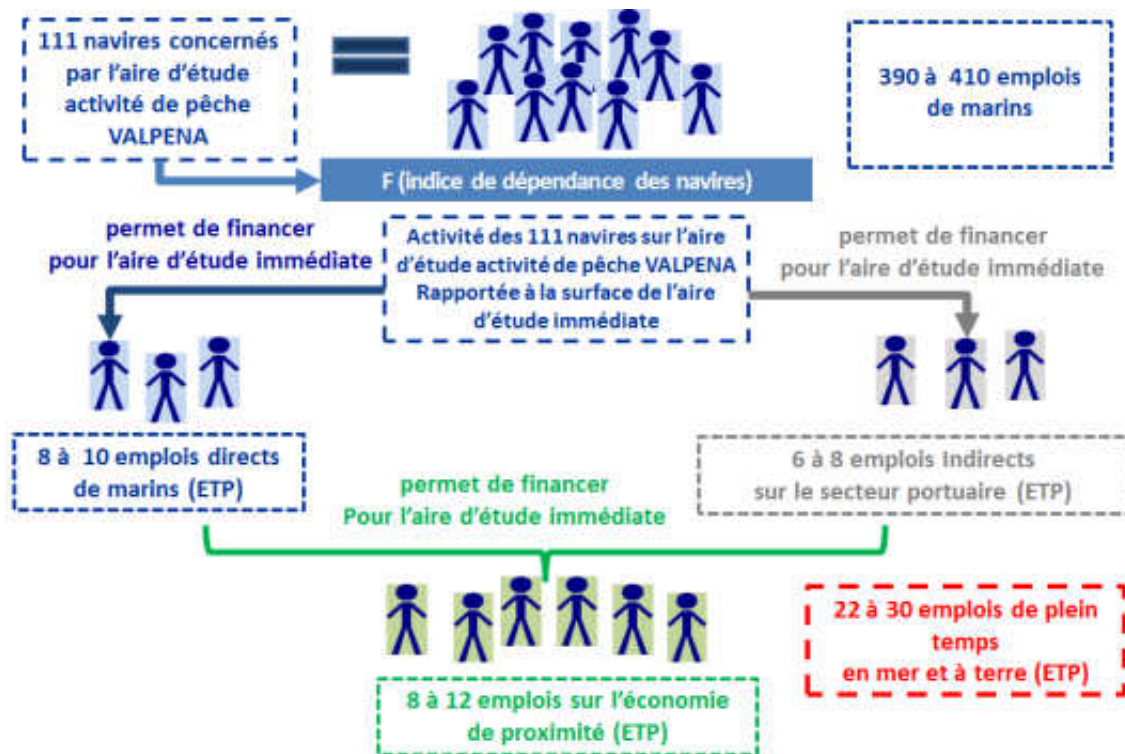 111 navires concernés
par l'aire d'étude
activité de pêche
VALPENA
390 à 410 emplois
de marins
F (indice de dépendance des navires)
permet de financer
pour l'aire d'étude immédiate
Activité des 111 navires sur l'aire
d'étude activité de pêche VALPENA
Rapportée à la surface de l'aire
d'étude immédiate
permet de financer
pour l'aire d'étude immédiate
8 à 10 emplois directs
de marins (ETP)
6 à 8 emplois Indirects
sur le secteur portuaire (ETP)
permet de financer
Pour l'aire d'étude immédiate
22 à 30 emplois de plein
temps
en mer et à terre (ETP)
8 à 12 emplois sur l'économie
de proximité (ETP)